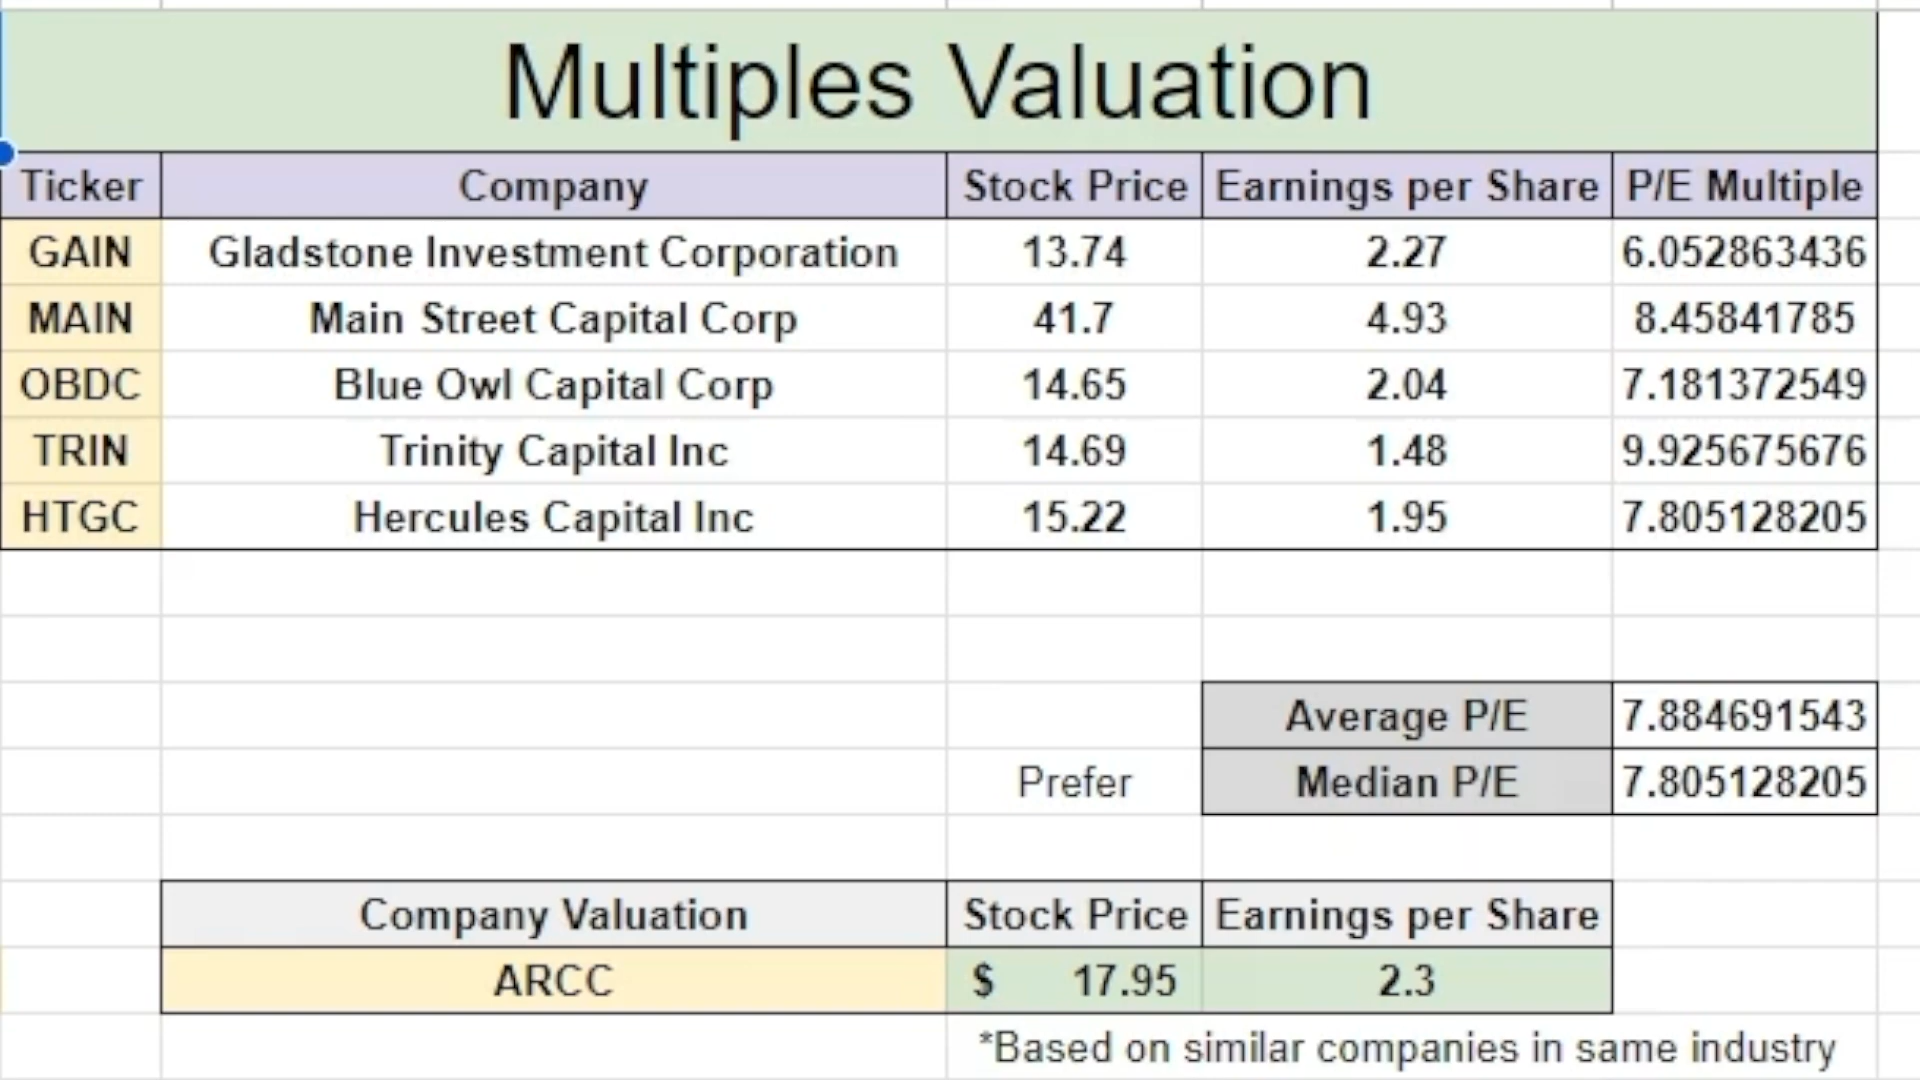 Multiples Valuation
Ticker Company Stock Price Earnings per Share P/E Multiple
GAIN Gladstone Investment Corporation 13.74 2.27 6.052863436
MAIN Main Street Capital Corp 41.7 4.93 8.45841785
OBDC Blue Owl Capital Corp 14.65 2.04 7.181372549
TRIN Trinity Capital Inc 14.69 1.48 9.925675676
HTGC Hercules Capital Inc 15.22 1.95 7.805128205
Average P/E 7.884691543
Prefer Median P/E 7.805128205
Company Valuation Stock Price Earnings per Share
ARCC $ 17.95 2.3
*Based on similar companies in same industry